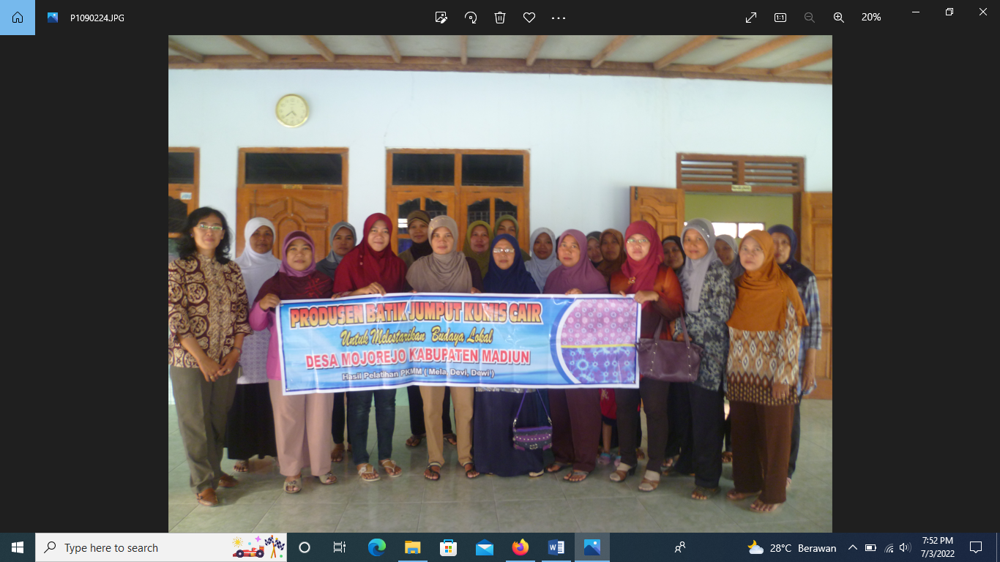 P1090224.JPG
20%
PRODUSEN BATIK JUMPUT KUMIS CAIR
Untuk Melestarikan Budaya Lokal
DESA MOJOREJO KABUPATEN MADIUN
Hasil Pelatihan PKMM ( Mela, Devi, Dewi )
Type here to search
28°C Berawan
7:52 PM
7/3/2022